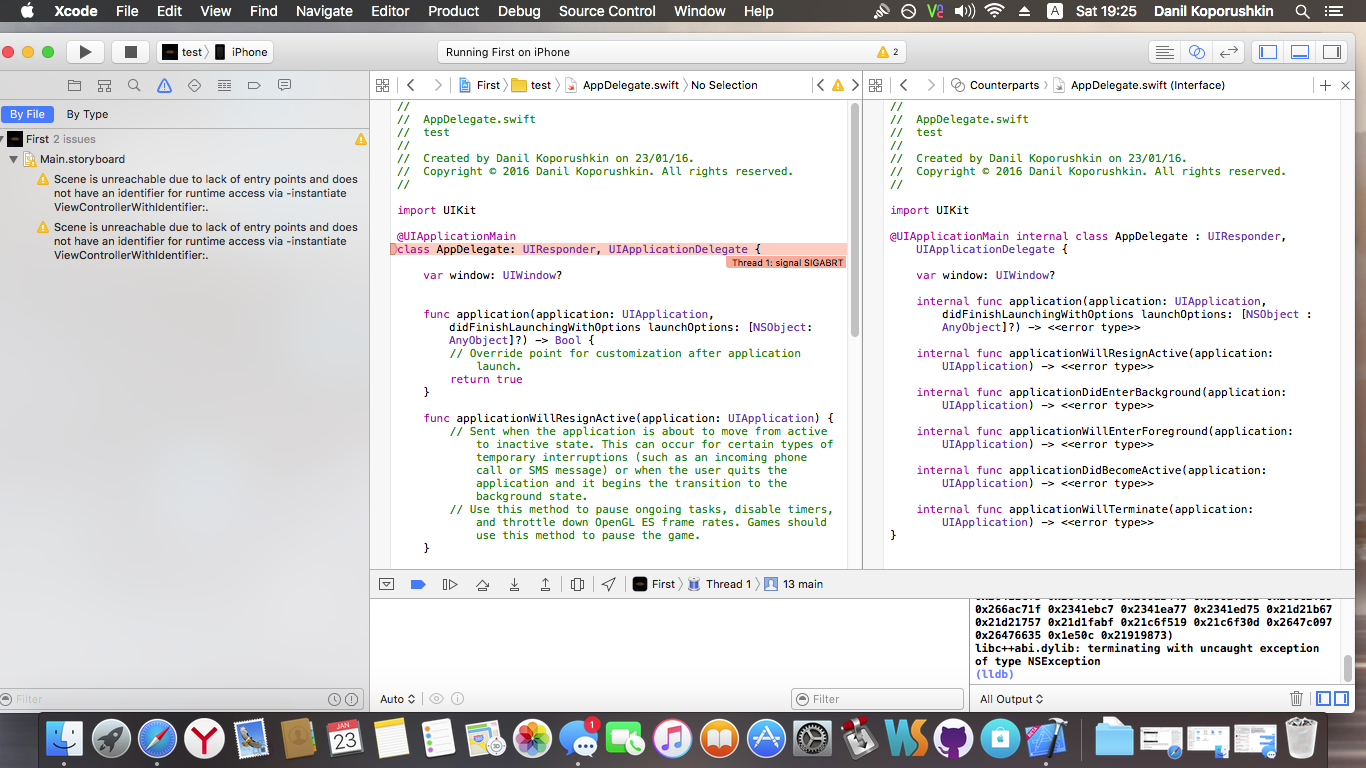 Xcode File Edit View Find Navigate Editor Product Debug Source Control Window Help A Sat 19:25 Danil Koporushkin
test iPhone Running First on iPhone 2
First test AppDelegate.swift No Selection Counterparts AppDelegate.swift (Interface)
By File By Type
First 2 issues
Main.storyboard
Scene is unreachable due to lack of entry points and does
not have an identifier for runtime access via -instantiate
ViewControllerWithIdentifier:.
Scene is unreachable due to lack of entry points and does
not have an identifier for runtime access via -instantiate
ViewControllerWithIdentifier:.
Filter
//
// AppDelegate.swift
// test
//
// Created by Danil Koporushkin on 23/01/16.
// Copyright © 2016 Danil Koporushkin. All rights reserved.
//
import UIKit
@UIApplicationMain
class AppDelegate: UIResponder, UIApplicationDelegate {
Thread 1: signal SIGABRT
var window: UIWindow?
func application(application: UIApplication,
didFinishLaunchingWithOptions launchOptions: [NSObject:
AnyObject]?) -> Bool {
// Override point for customization after application
launch.
return true
}
func applicationWillResignActive(application: UIApplication) {
// Sent when the application is about to move from active
to inactive state. This can occur for certain types of
temporary interruptions (such as an incoming phone
call or SMS message) or when the user quits the
application and it begins the transition to the
background state.
// Use this method to pause ongoing tasks, disable timers,
and throttle down OpenGL ES frame rates. Games should
use this method to pause the game.
}
//
// AppDelegate.swift
// test
//
// Created by Danil Koporushkin on 23/01/16.
// Copyright © 2016 Danil Koporushkin. All rights reserved.
//
import UIKit
@UIApplicationMain internal class AppDelegate : UIResponder,
UIApplicationDelegate {
var window: UIWindow?
internal func application(application: UIApplication,
didFinishLaunchingWithOptions launchOptions: [NSObject :
AnyObject]?) -> <<error type>>
internal func applicationWillResignActive(application:
UIApplication) -> <<error type>>
internal func applicationDidEnterBackground(application:
UIApplication) -> <<error type>>
internal func applicationWillEnterForeground(application:
UIApplication) -> <<error type>>
internal func applicationDidBecomeActive(application:
UIApplication) -> <<error type>>
internal func applicationWillTerminate(application:
UIApplication) -> <<error type>>
}
First Thread 1 13 main
0x266ac71f 0x2341ebc7 0x2341ea77 0x2341ed75 0x21d21b67
0x21d21757 0x21d1fabf 0x21c6f519 0x21c6f30d 0x2647c097
0x26476635 0x1e50c 0x21919873)
libc++abi.dylib: terminating with uncaught exception
of type NSException
(lldb)
Auto Filter All Output
JAN
23
1